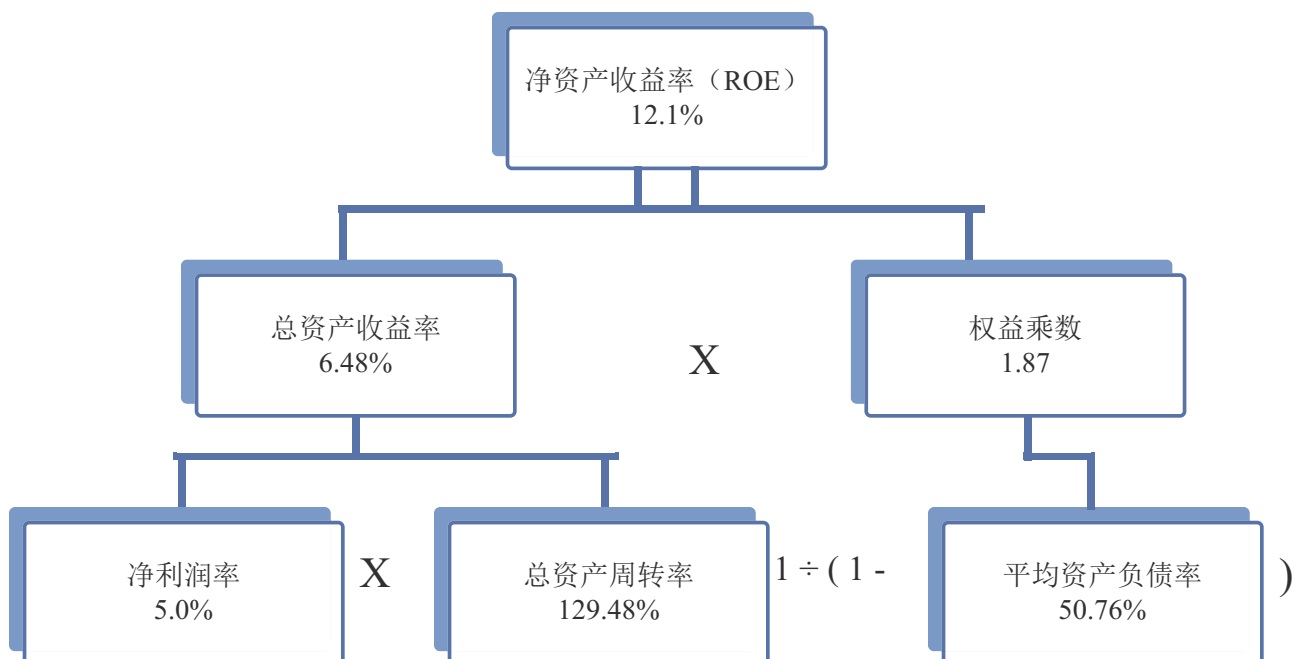 净资产收益率（ROE）
12.1%
总资产收益率
6.48%
X
权益乘数
1.87
净利润率
5.0%
X
总资产周转率
129.48%
1 ÷ ( 1 -
平均资产负债率
50.76%
)